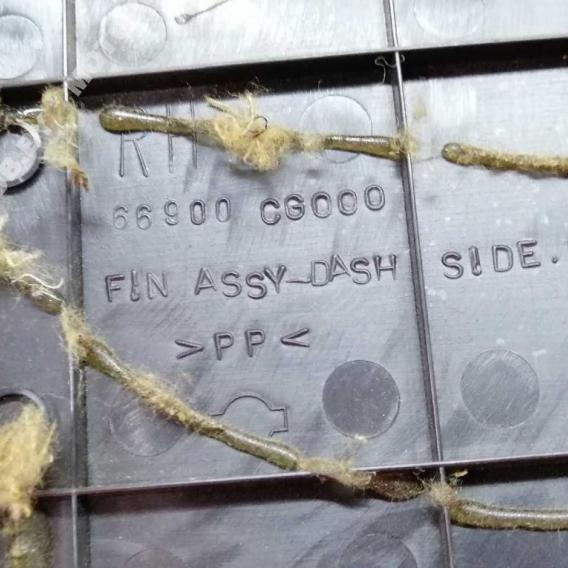 RH
66900 CG000
FIN ASSY-DASH SIDE.
>PP<